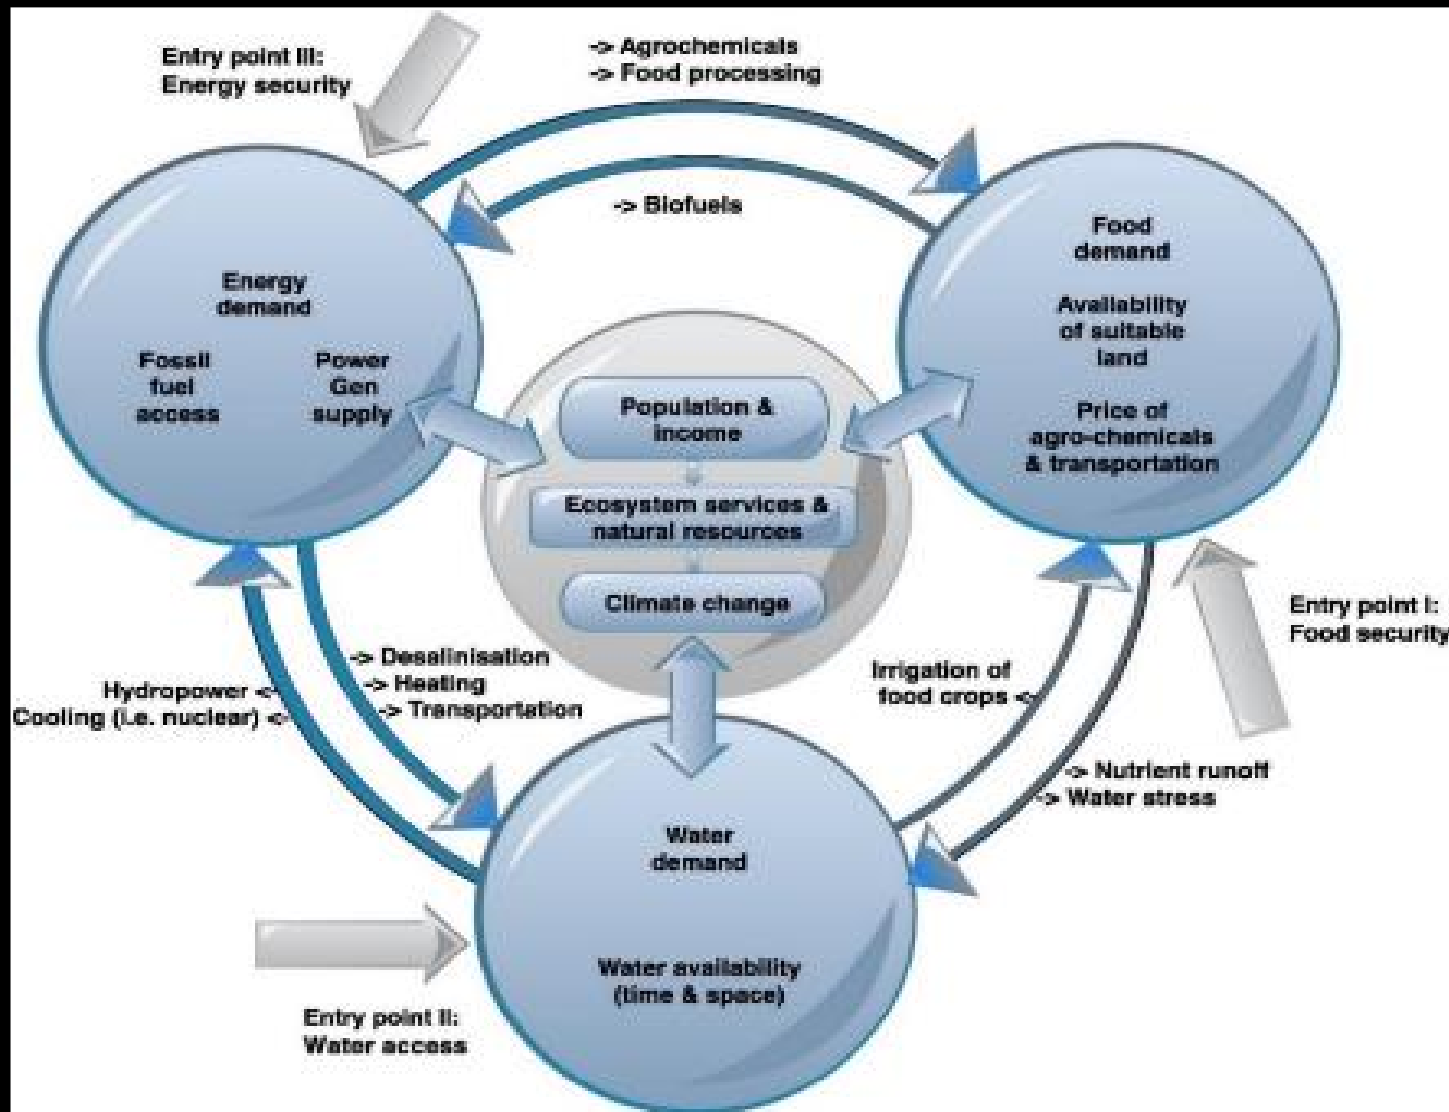 Entry point III:
Energy security
-> Agrochemicals
-> Food processing
-> Biofuels
Energy
demand
Fossil
fuel
access
Power
Gen
supply
Food
demand
Availability
of suitable
land
Price of
agro-chemicals
& transportation
Population &
income
Ecosystem services &
natural resources
Climate change
Entry point I:
Food security
Hydropower <-
Cooling (i.e. nuclear) <-
-> Desalinisation
-> Heating
-> Transportation
Irrigation of
food crops <-
-> Nutrient runoff
-> Water stress
Water
demand
Water availability
(time & space)
Entry point II:
Water access